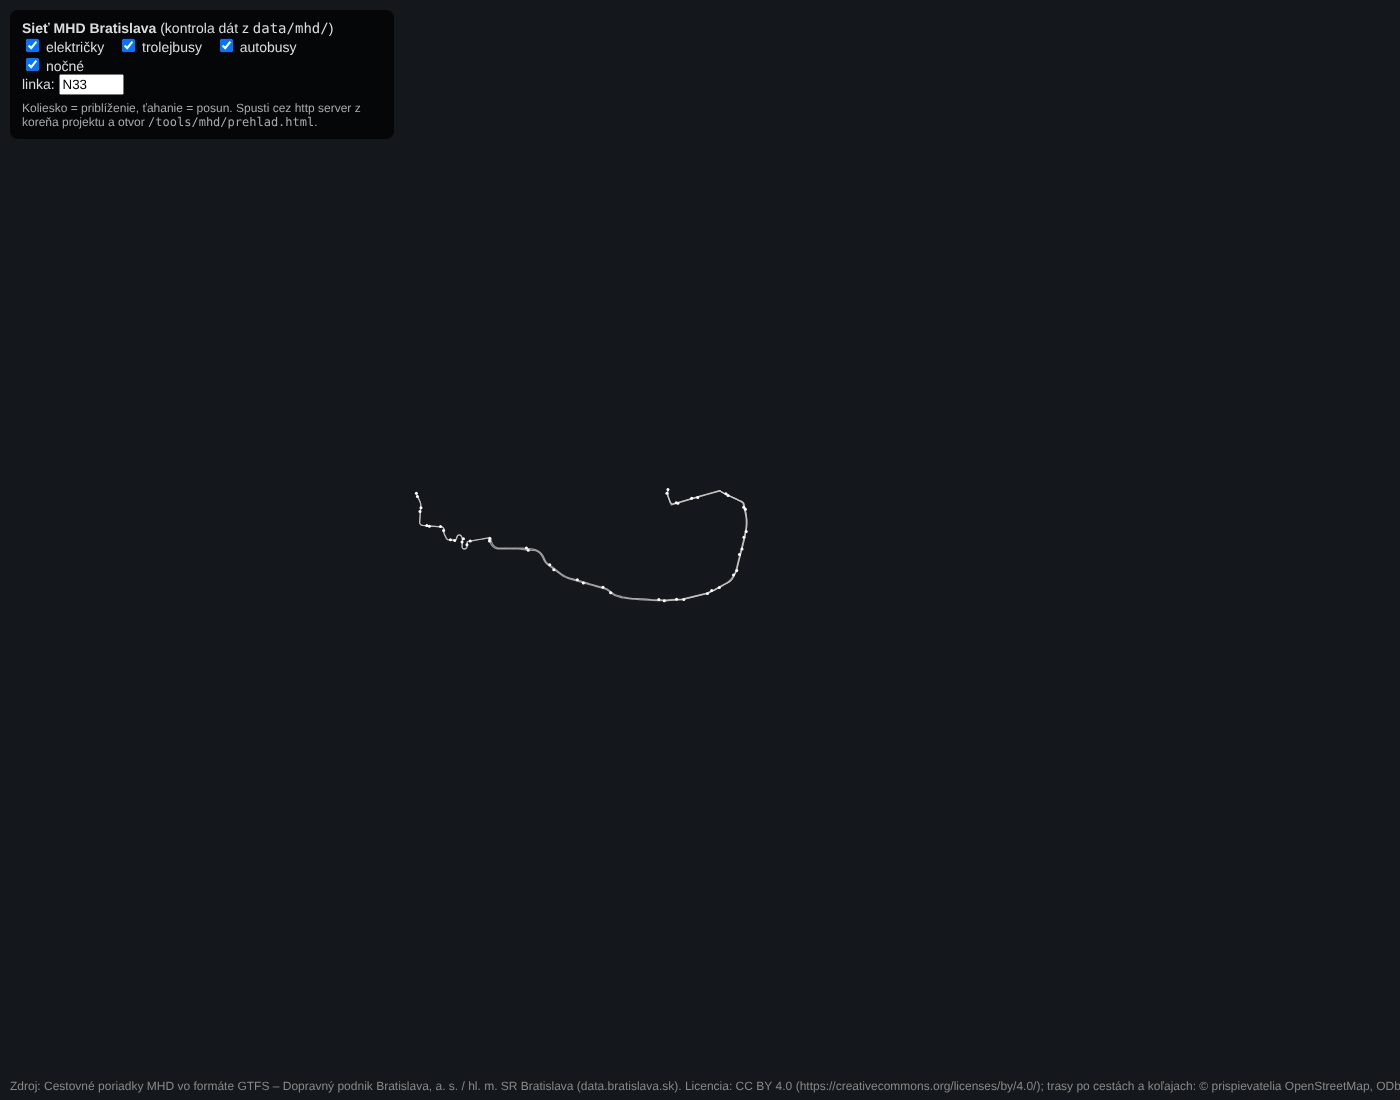 Sieť MHD Bratislava (kontrola dát z data/mhd/)
električky trolejbusy autobusy
nočné
linka: N33
Koliesko = priblíženie, ťahanie = posun. Spusti cez http server z
koreňa projektu a otvor /tools/mhd/prehlad.html.
Zdroj: Cestovné poriadky MHD vo formáte GTFS – Dopravný podnik Bratislava, a. s. / hl. m. SR Bratislava (data.bratislava.sk). Licencia: CC BY 4.0 (https://creativecommons.org/licenses/by/4.0/); trasy po cestách a koľajach: © prispievatelia OpenStreetMap, ODb